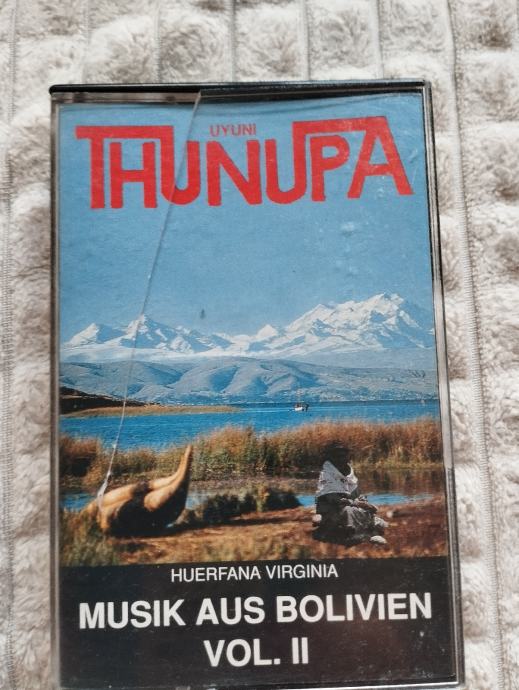 UYUNI
THUNUPA
HUERFANA VIRGINIA
MUSIK AUS BOLIVIEN
VOL. II